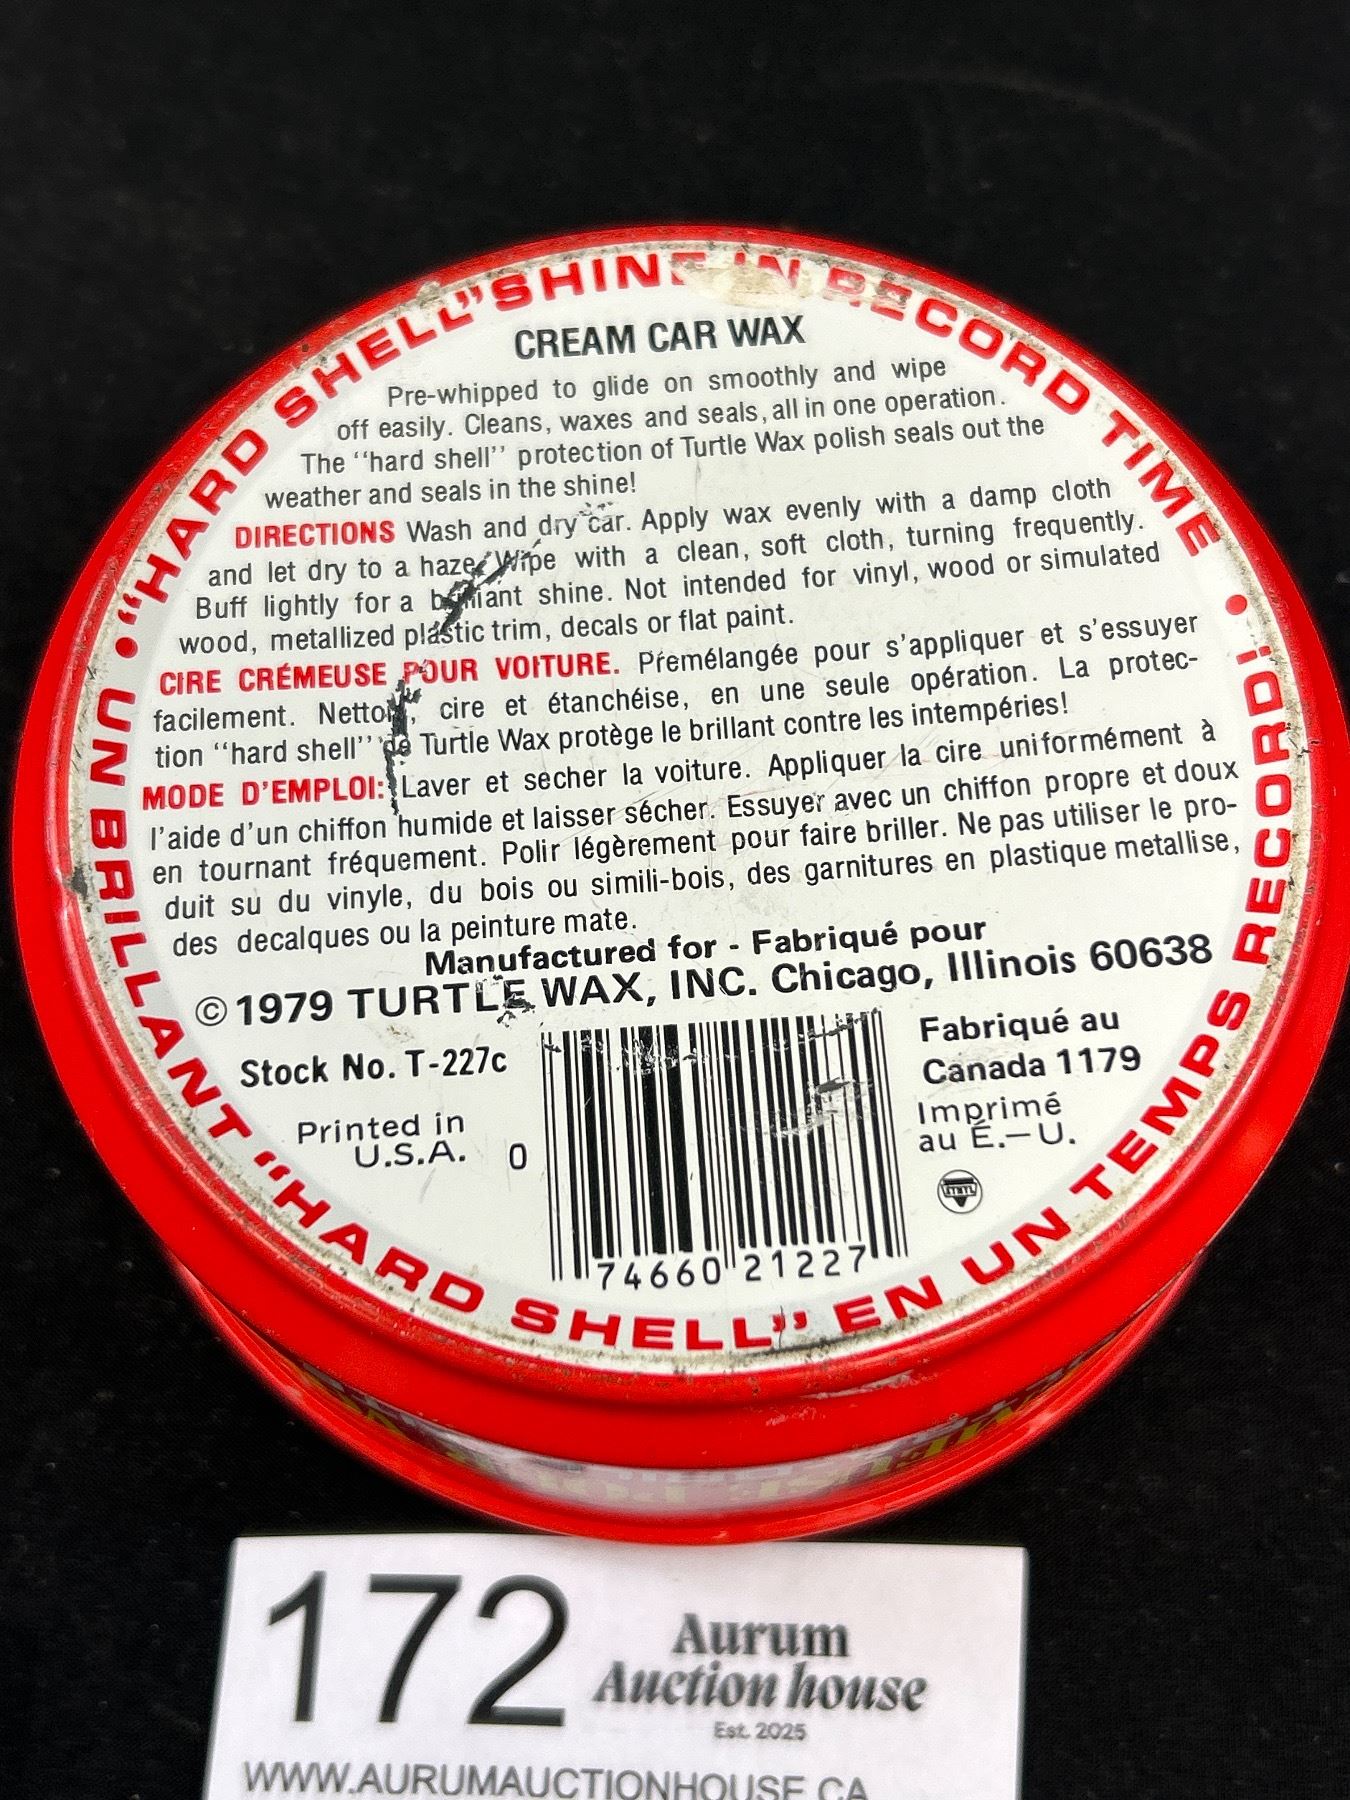 "HARD SHELL" SHINE IN RECORD TIME •
CREAM CAR WAX
Pre-whipped to glide on smoothly and wipe
off easily. Cleans, waxes and seals, all in one operation.
The "hard shell" protection of Turtle Wax polish seals out the
weather and seals in the shine!
DIRECTIONS Wash and dry car. Apply wax evenly with a damp cloth
and let dry to a haze. Wipe with a clean, soft cloth, turning frequently.
Buff lightly for a brilliant shine. Not intended for vinyl, wood or simulated
wood, metallized plastic trim, decals or flat paint.
CIRE CRÉMEUSE POUR VOITURE. Premélangée pour s'appliquer et s'essuyer
facilement. Nettoie, cire et étanchéise, en une seule opération. La protec-
tion "hard shell" de Turtle Wax protège le brillant contre les intempéries!
MODE D'EMPLOI: Laver et secher la voiture. Appliquer la cire uniformément à
l'aide d'un chiffon humide et laisser sécher. Essuyer avec un chiffon propre et doux
en tournant fréquement. Polir légèrement pour faire briller. Ne pas utiliser le pro-
duit su du vinyle, du bois ou simili-bois, des garnitures en plastique metallise,
des decalques ou la peinture mate.
Manufactured for - Fabriqué pour
©1979 TURTLE WAX, INC. Chicago, Illinois 60638
Stock No. T-227c
Printed in
U.S.A.
0 74660 21227
Fabriqué au
Canada 1179
Imprimé
au É.-U.
• UN BRILLANT "HARD SHELL" EN UN TEMPS RECORD!
172
Aurum
Auction house
Est. 2025
WWW.AURUMAUCTIONHOUSE.CA